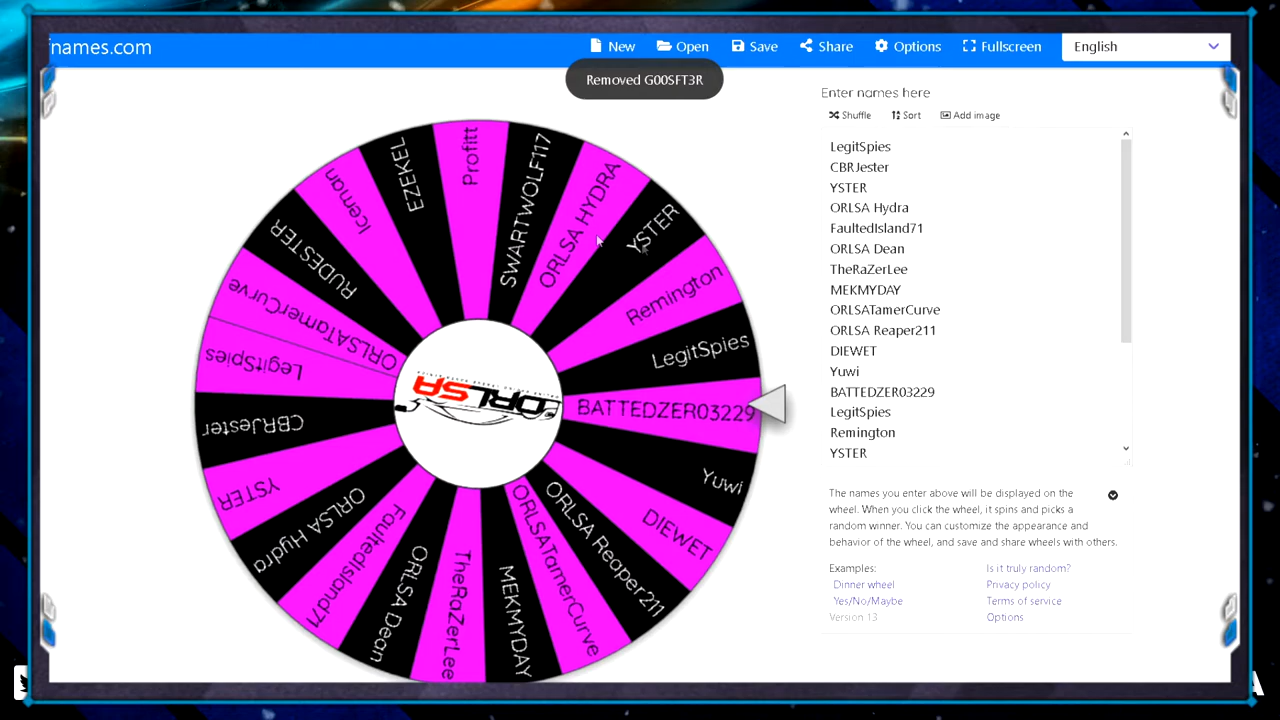 names.com
New
Open
Save
Share
Options
Fullscreen
English
Removed G00SFT3R
Enter names here
Shuffle
Sort
Add image
LegitSpies
CBRJester
YSTER
ORLSA Hydra
FaultedIsland71
ORLSA Dean
TheRaZerLee
MEKMYDAY
ORLSATamerCurve
ORLSA Reaper211
DIEWET
Yuwi
BATTEDZER03229
LegitSpies
Remington
YSTER
Profitt
SWARTWOLF117
ORLSA HYDRA
YSTER
Remington
LegitSpies
BATTEDZER03229
Yuwi
DIEWET
ORLSA Reaper211
ORLSATamerCurve
MEKMYDAY
TheRaZerLee
ORLSA Dean
FaultedIsland71
ORLSA Hydra
YSTER
CBRJester
LegitSpies
ORLSATamerCurve
RUDESTER
Iceman
EZEKEL
ORLSA
The names you enter above will be displayed on the
wheel. When you click the wheel, it spins and picks a
random winner. You can customize the appearance and
behavior of the wheel, and save and share wheels with others.
Examples:
Dinner wheel
Yes/No/Maybe
Version 13
Is it truly random?
Privacy policy
Terms of service
Options